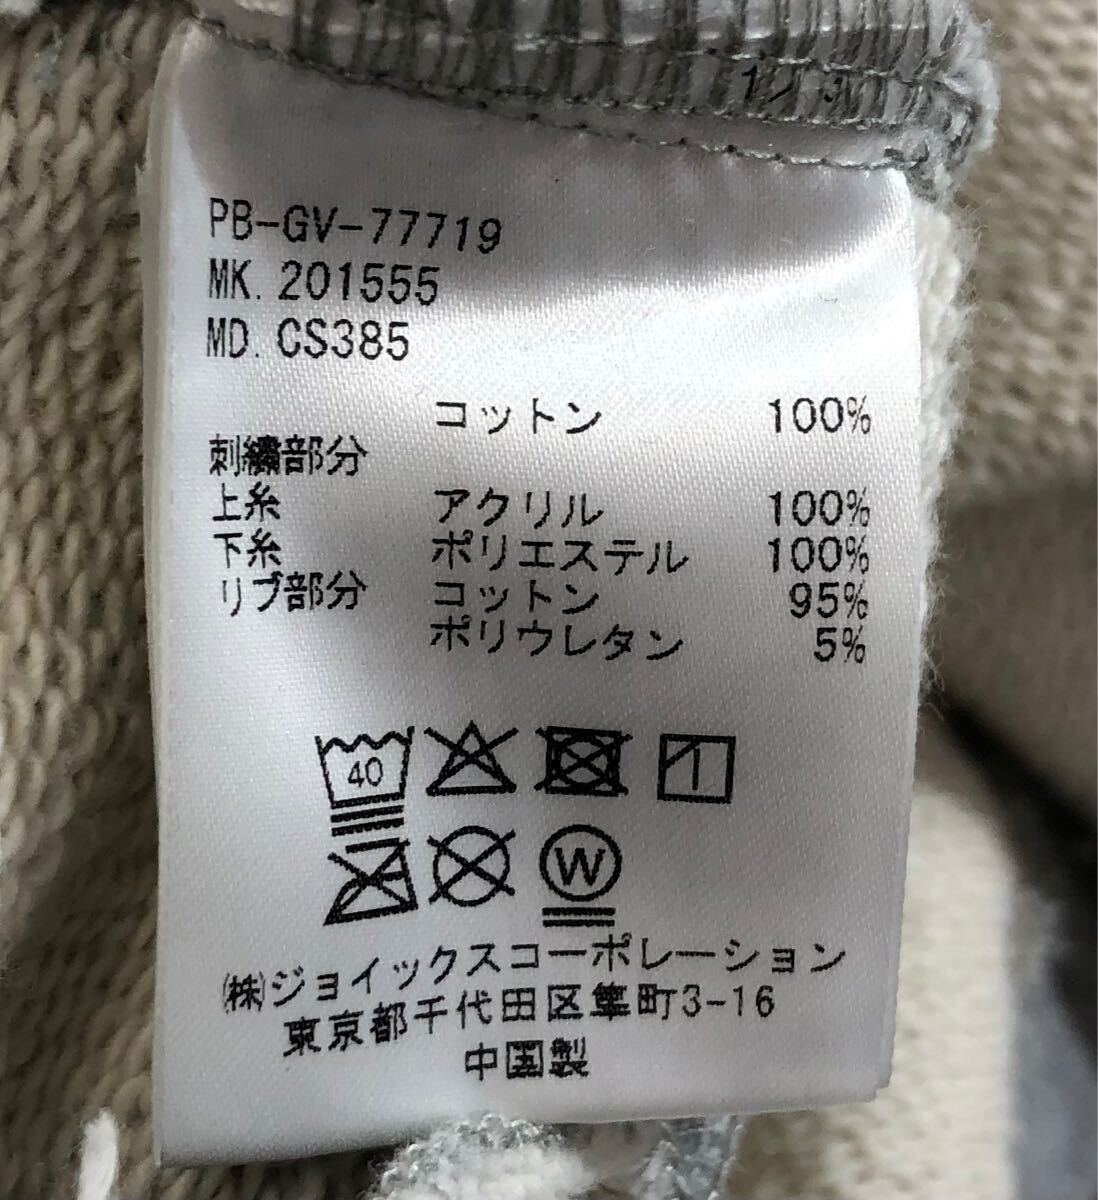 PB-GV-77719
MK. 201555
MD. CS385
コットン 100%
刺繍部分
上糸 アクリル 100%
下糸 ポリエステル 100%
リブ部分 コットン 95%
ポリウレタン 5%
40
W
㈱ジョイックスコーポレーション
東京都千代田区隼町3-16
中国製